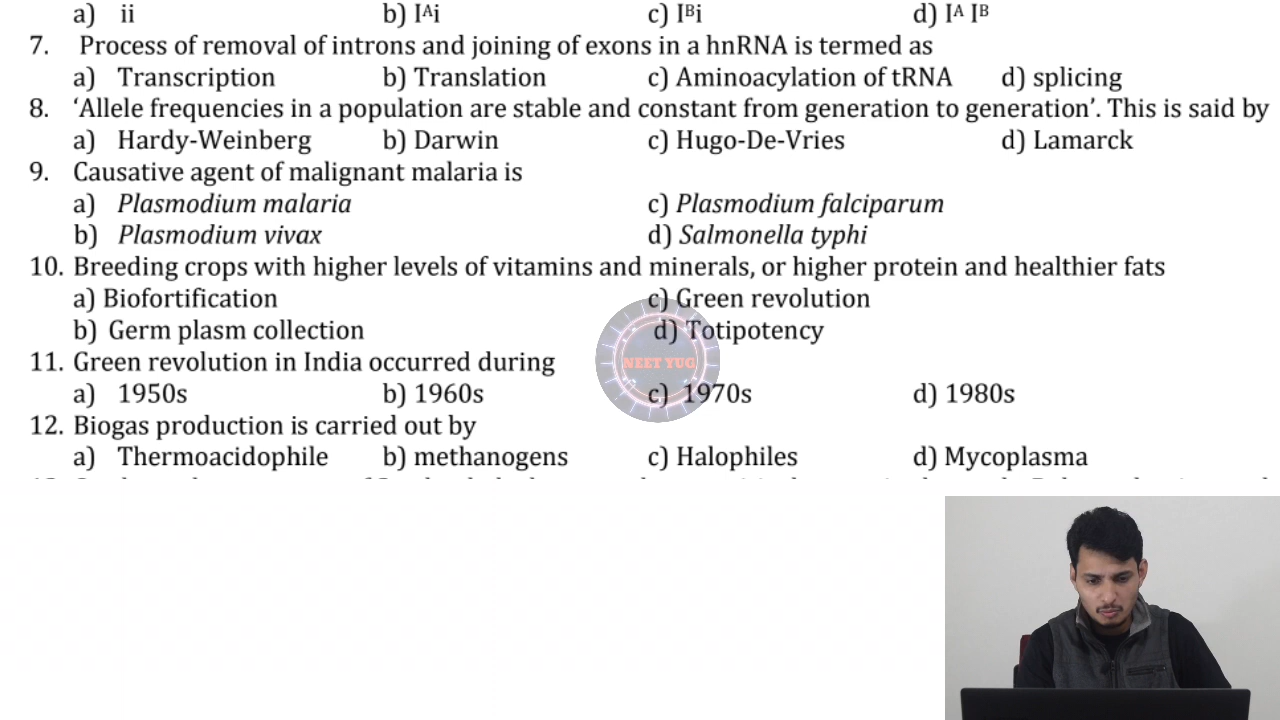 a) ii b) Iᴬi c) Iᴮi d) Iᴬ Iᴮ
7. Process of removal of introns and joining of exons in a hnRNA is termed as
a) Transcription b) Translation c) Aminoacylation of tRNA d) splicing
8. ‘Allele frequencies in a population are stable and constant from generation to generation’. This is said by
a) Hardy-Weinberg b) Darwin c) Hugo-De-Vries d) Lamarck
9. Causative agent of malignant malaria is
a) Plasmodium malaria c) Plasmodium falciparum
b) Plasmodium vivax d) Salmonella typhi
10. Breeding crops with higher levels of vitamins and minerals, or higher protein and healthier fats
a) Biofortification c) Green revolution
b) Germ plasm collection d) Totipotency
NEET YUG
11. Green revolution in India occurred during
a) 1950s b) 1960s c) 1970s d) 1980s
12. Biogas production is carried out by
a) Thermoacidophile b) methanogens c) Halophiles d) Mycoplasma